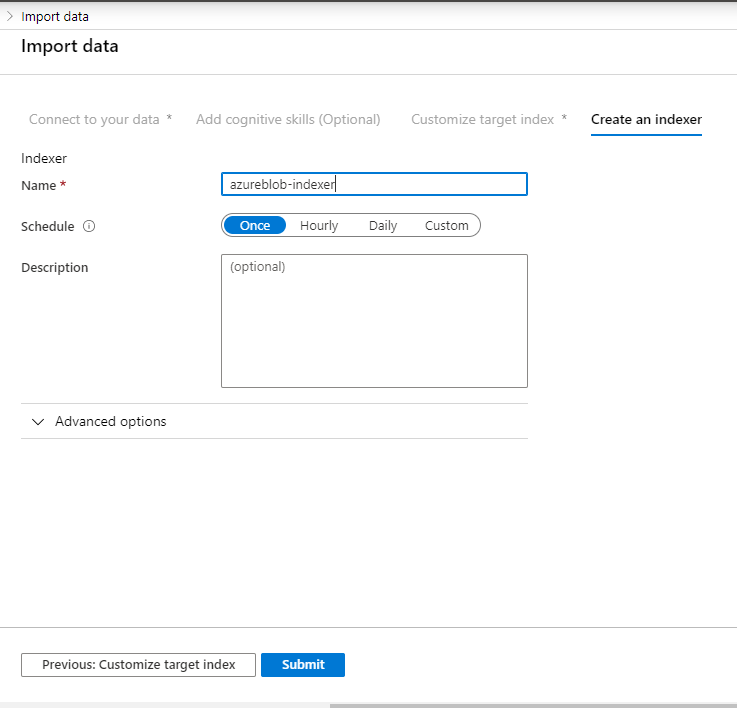 Import data
Import data
Connect to your data * Add cognitive skills (Optional) Customize target index * Create an indexer
Indexer
Name * azureblob-indexer
Schedule Once Hourly Daily Custom
Description (optional)
Advanced options
Previous: Customize target index Submit